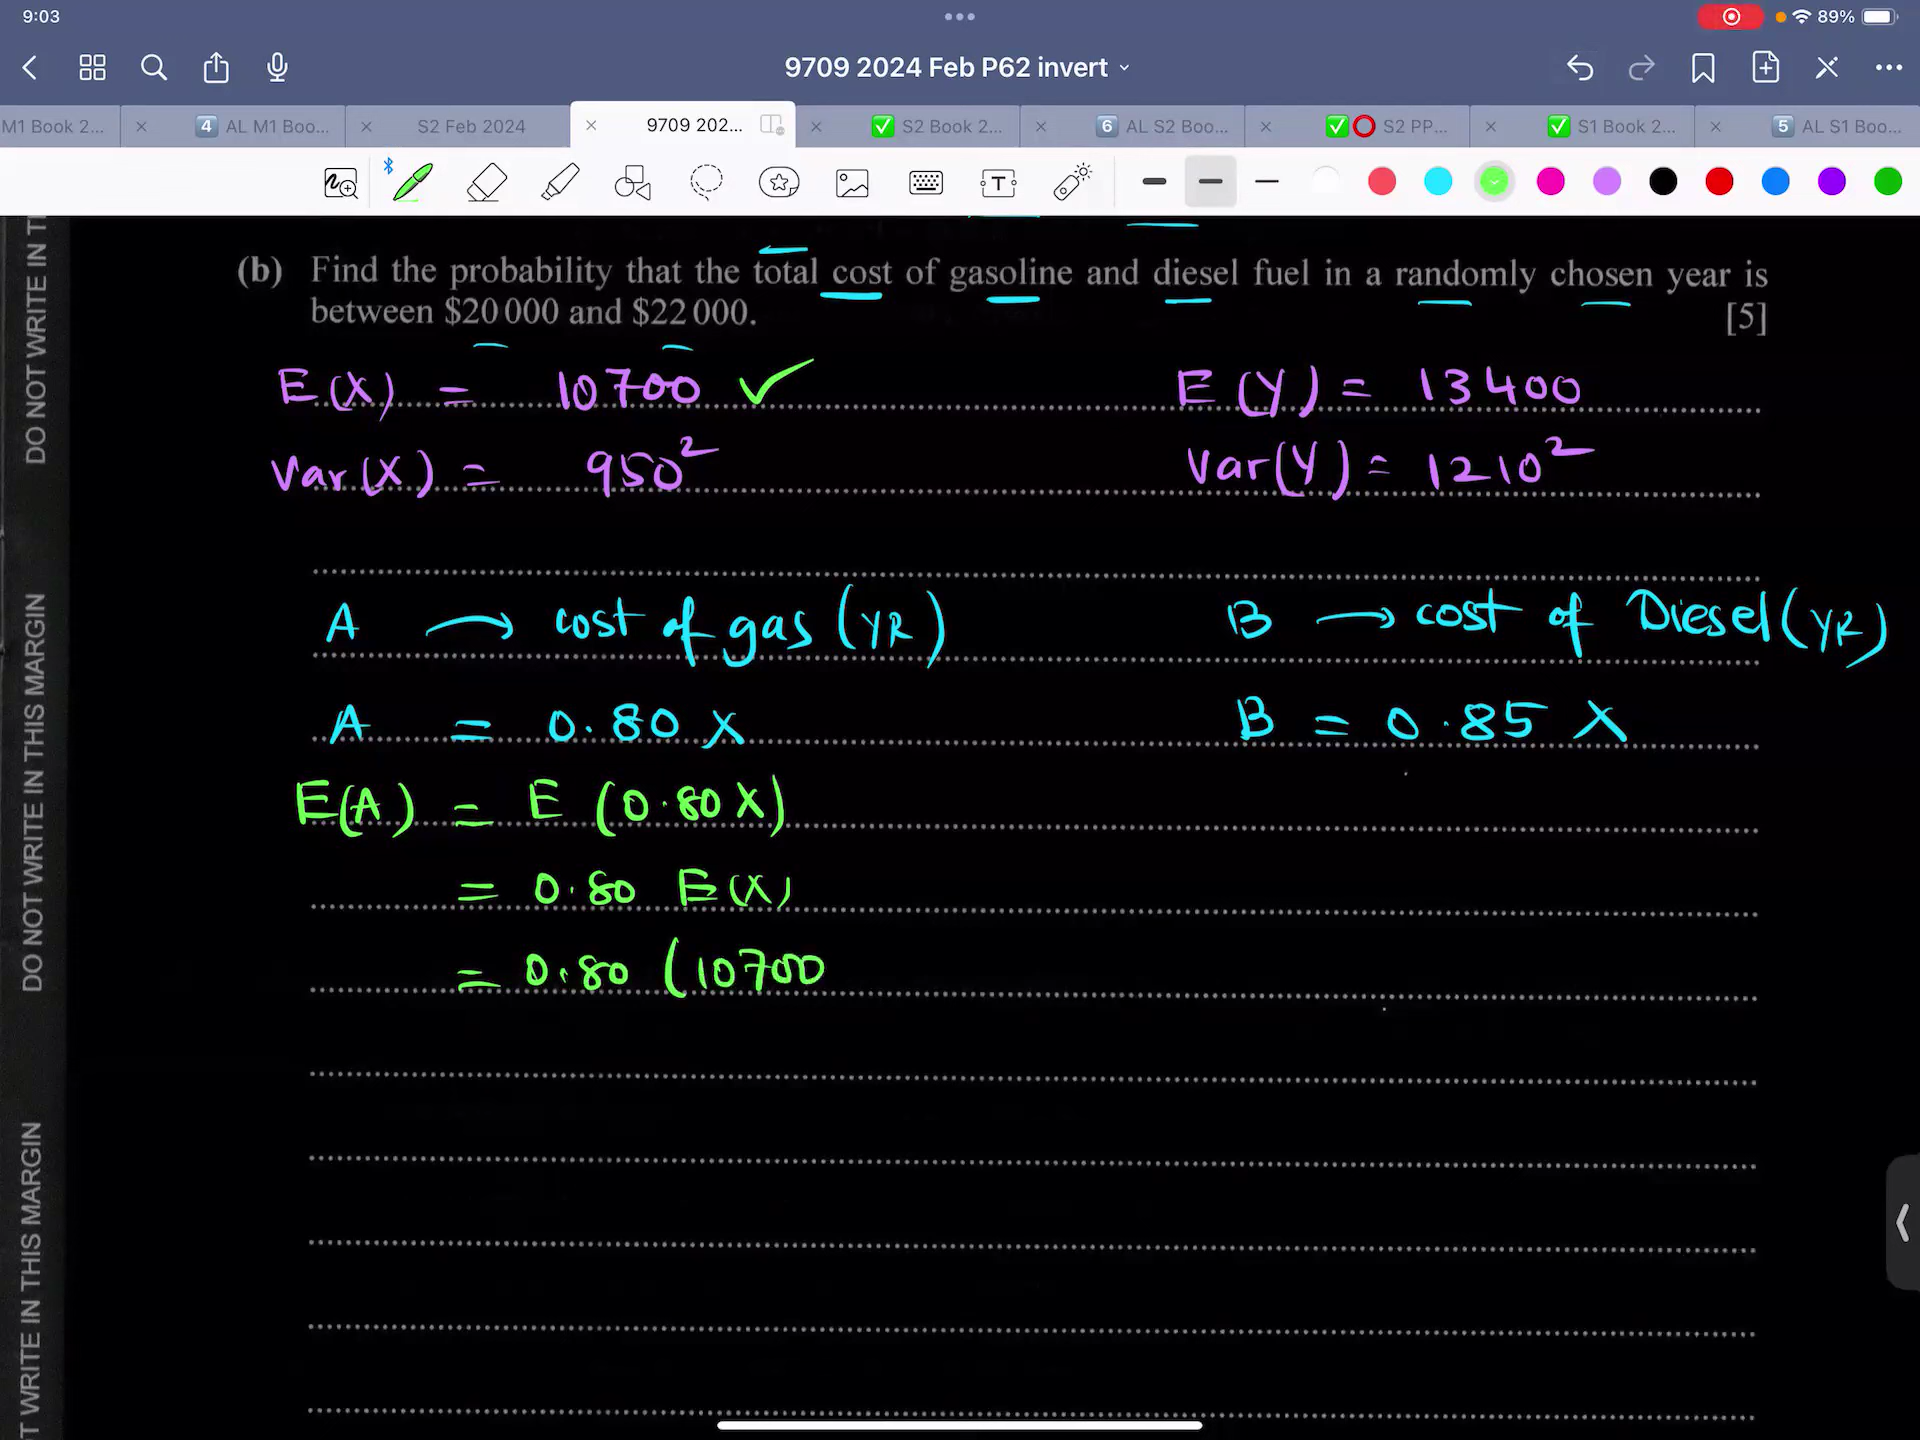 9:03
89%
9709 2024 Feb P62 invert
M1 Book 2...
4 AL M1 Boo...
S2 Feb 2024
9709 202...
S2 Book 2...
6 AL S2 Boo...
S2 PP...
S1 Book 2...
5 AL S1 Boo...
(b) Find the probability that the total cost of gasoline and diesel fuel in a randomly chosen year is
between $20 000 and $22 000. [5]
E(X) = 10700 ✓ E(Y) = 13400
Var(X) = 950² Var(Y) = 1210²
A → cost of gas (YR) B → cost of Diesel (YR)
A = 0.80 X B = 0.85 X
E(A) = E (0.80X)
= 0.80 E(X)
= 0.80 (10700
DO NOT WRITE IN T
DO NOT WRITE IN THIS MARGIN
OT WRITE IN THIS MARGIN